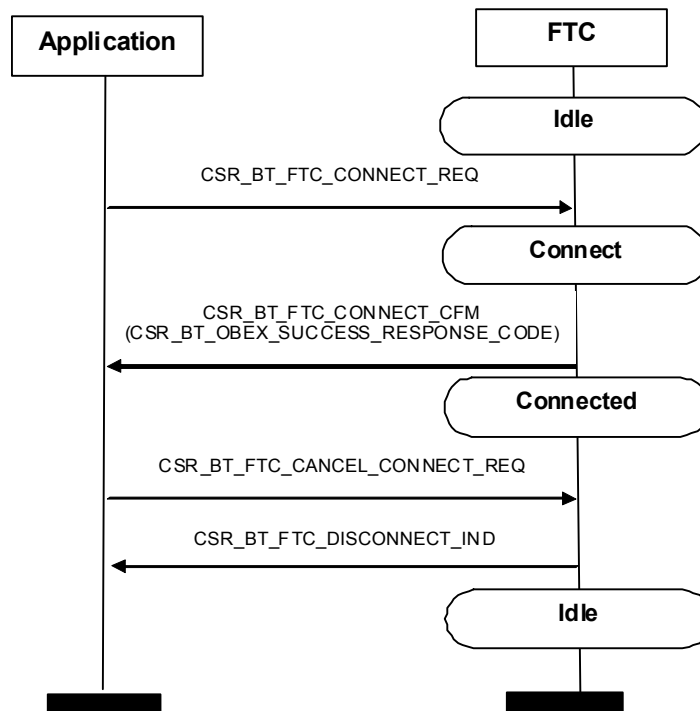 Application
FTC
Idle
CSR_BT_FTC_CONNECT_REQ
Connect
CSR_BT_FTC_CONNECT_CFM
(CSR_BT_OBEX_SUCCESS_RESPONSE_CODE)
Connected
CSR_BT_FTC_CANCEL_CONNECT_REQ
CSR_BT_FTC_DISCONNECT_IND
Idle